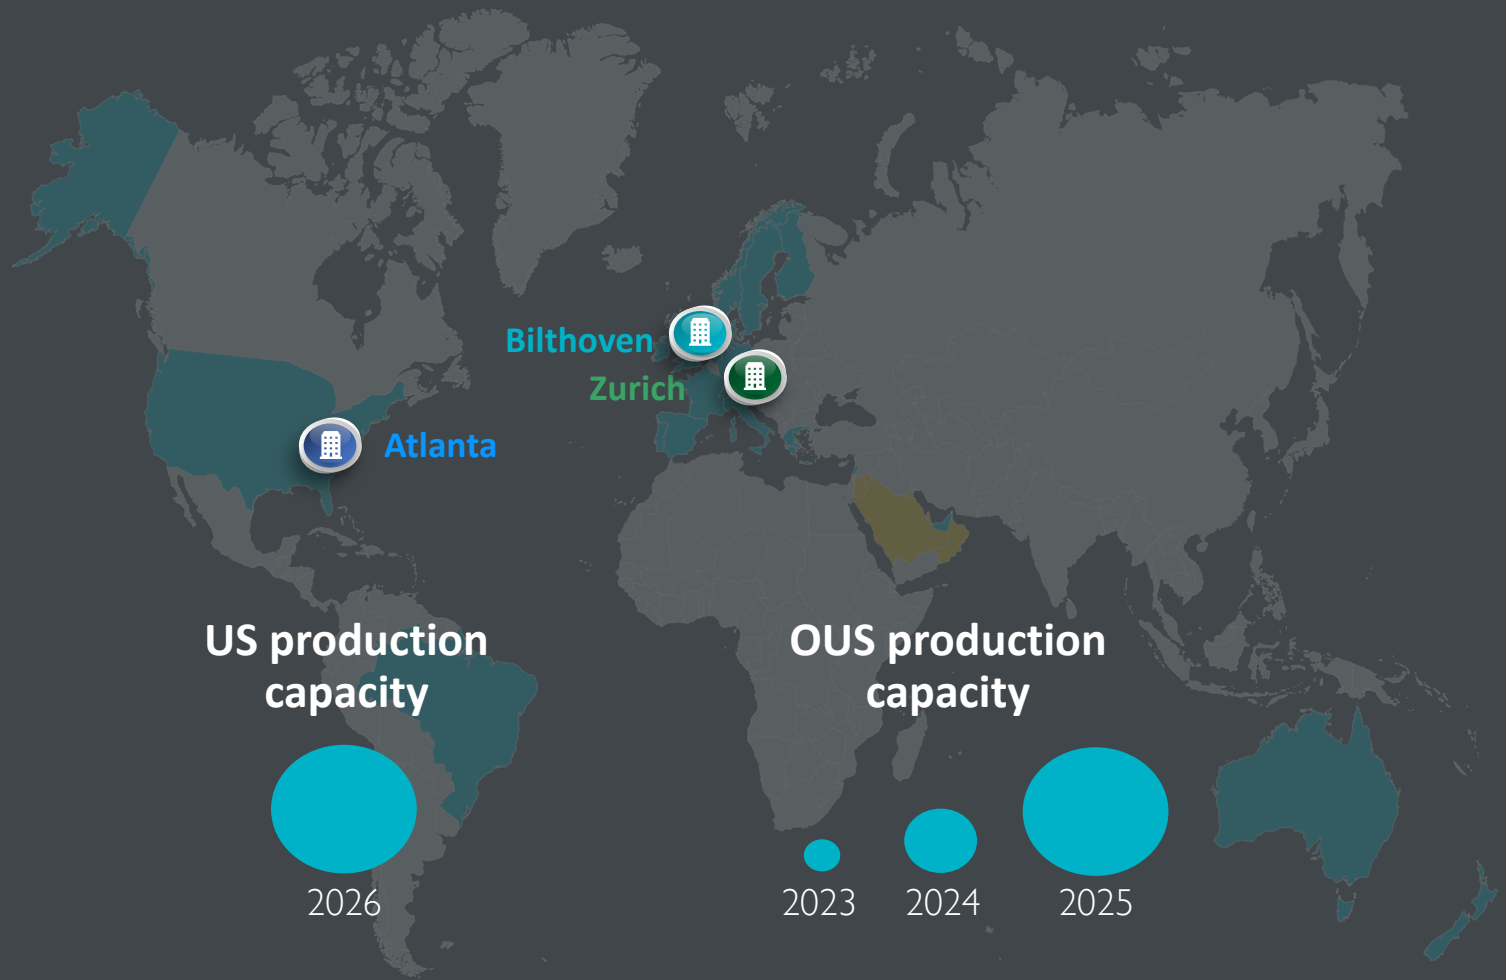 Bilthoven
Zurich
Atlanta
US production
capacity
2026
OUS production
capacity
2023
2024
2025